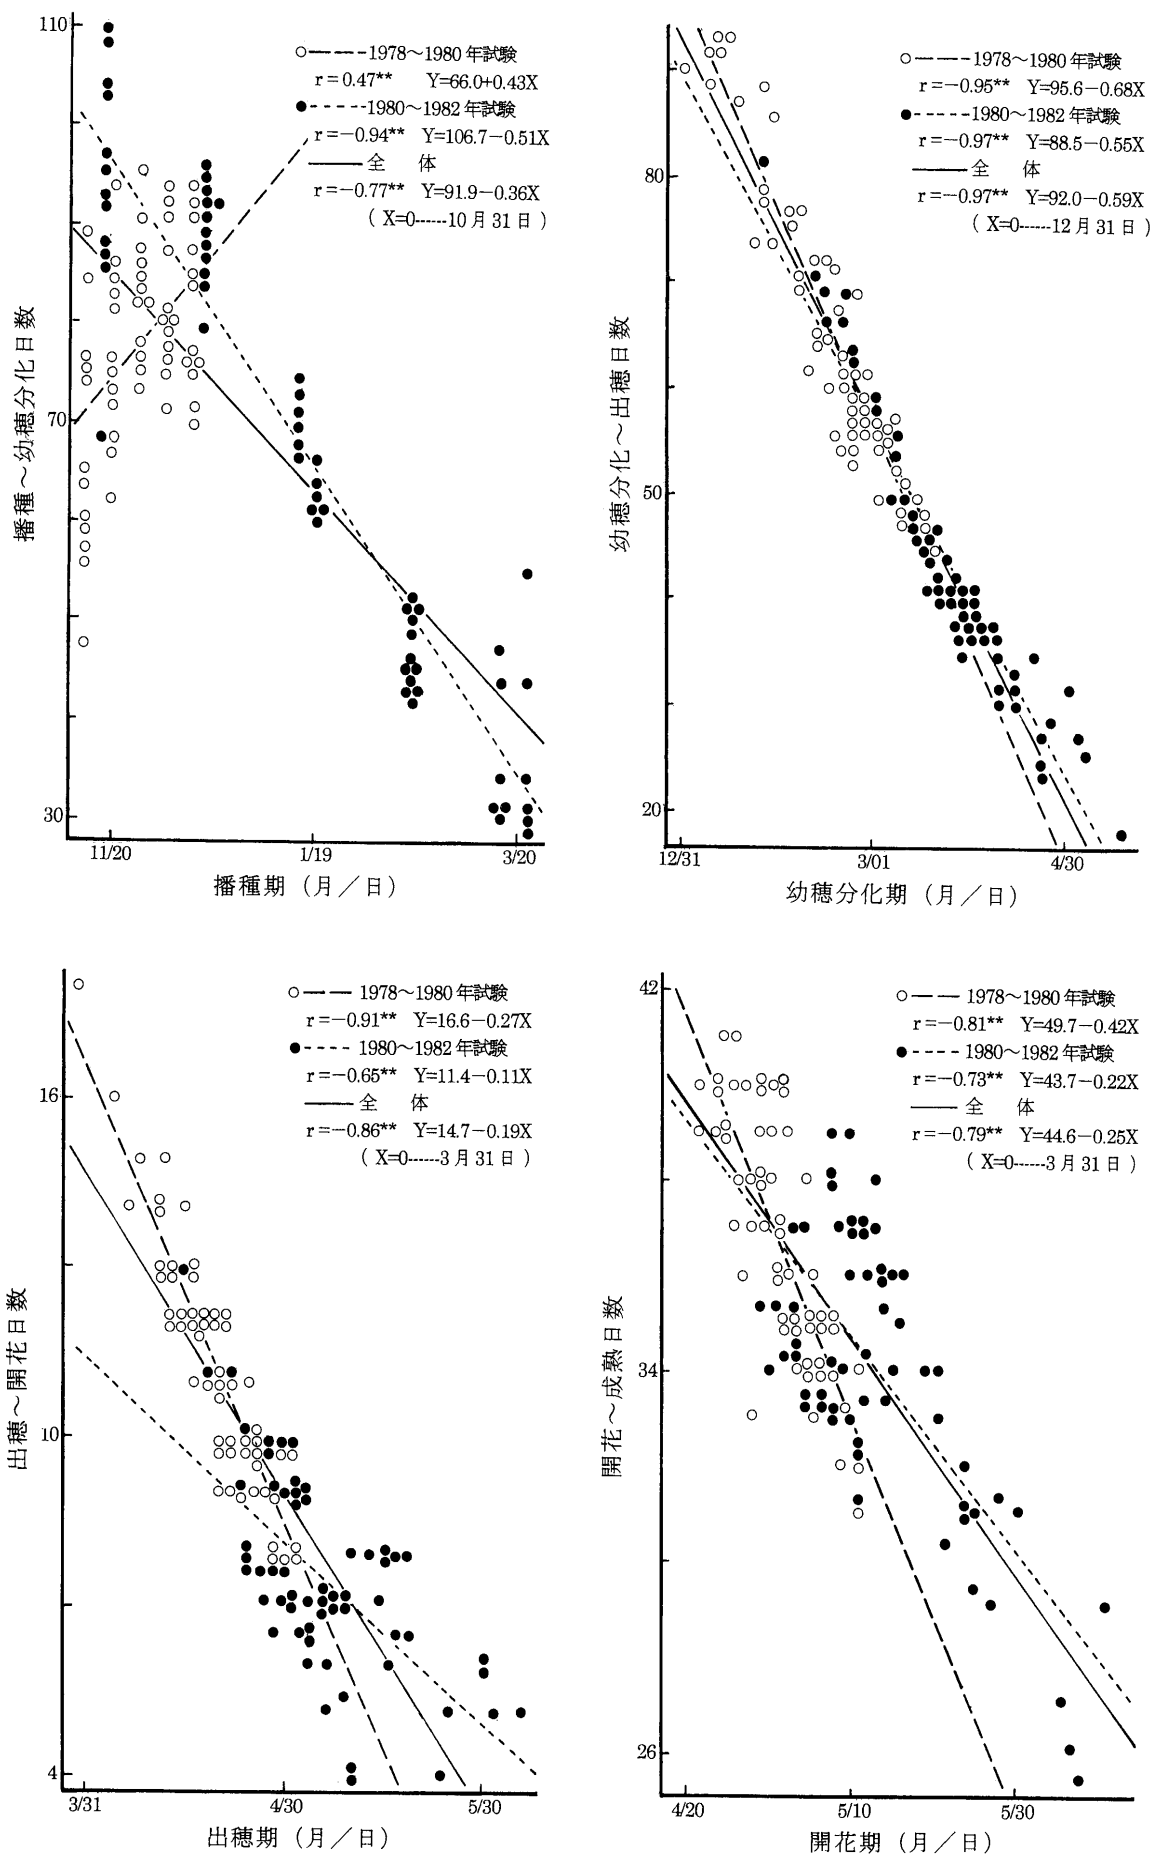 110
70
30
11/20
1/19
3/20
播種～幼穂分化日数
播種期（月／日）
1978～1980年試験
r＝0.47** Y=66.0+0.43X
1980～1982年試験
r＝−0.94** Y=106.7−0.51X
全 体
r＝−0.77** Y=91.9−0.36X
（ X=0------10月31日）
80
50
20
12/31
3/01
4/30
幼穂分化～出穂日数
幼穂分化期（月／日）
1978～1980年試験
r＝−0.95** Y=95.6−0.68X
1980～1982年試験
r＝−0.97** Y=88.5−0.55X
全 体
r＝−0.97** Y=92.0−0.59X
（ X=0------12月31日）
16
10
4
3/31
4/30
5/30
出穂～開花日数
出穂期（月／日）
1978～1980年試験
r＝−0.91** Y=16.6−0.27X
1980～1982年試験
r＝−0.65** Y=11.4−0.11X
全 体
r＝−0.86** Y=14.7−0.19X
（ X=0------3月31日）
42
34
26
4/20
5/10
5/30
開花～成熟日数
開花期（月／日）
1978～1980年試験
r＝−0.81** Y=49.7−0.42X
1980～1982年試験
r＝−0.73** Y=43.7−0.22X
全 体
r＝−0.79** Y=44.6−0.25X
（ X=0------3月31日）